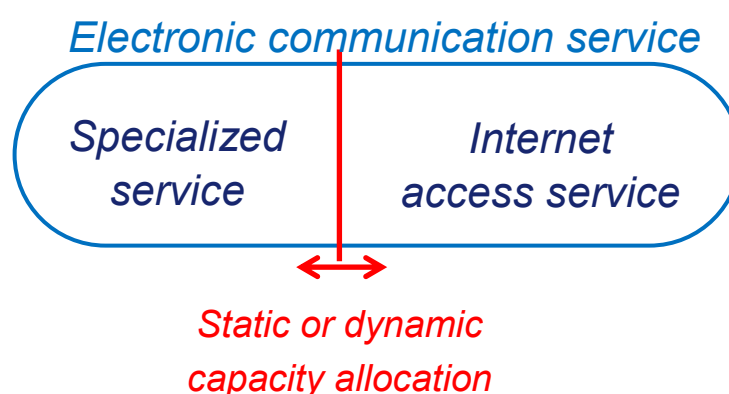 Electronic communication service
Specialized
service
Internet
access service
Static or dynamic
capacity allocation